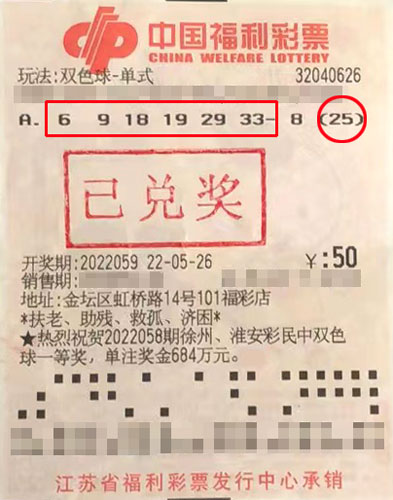 中国福利彩票
CHINA WELFARE LOTTERY
玩法:双色球-单式 32040626
A. 6 9 18 19 29 33- 8 (25)
已兑奖
开奖期:2022059 22-05-26 ¥:50
销售期:
地址:金坛区虹桥路14号101福彩店
*扶老、助残、救孤、济困*
★热烈祝贺2022058期徐州、淮安彩民中双色
球一等奖，单注奖金684万元。
江苏省福利彩票发行中心承销